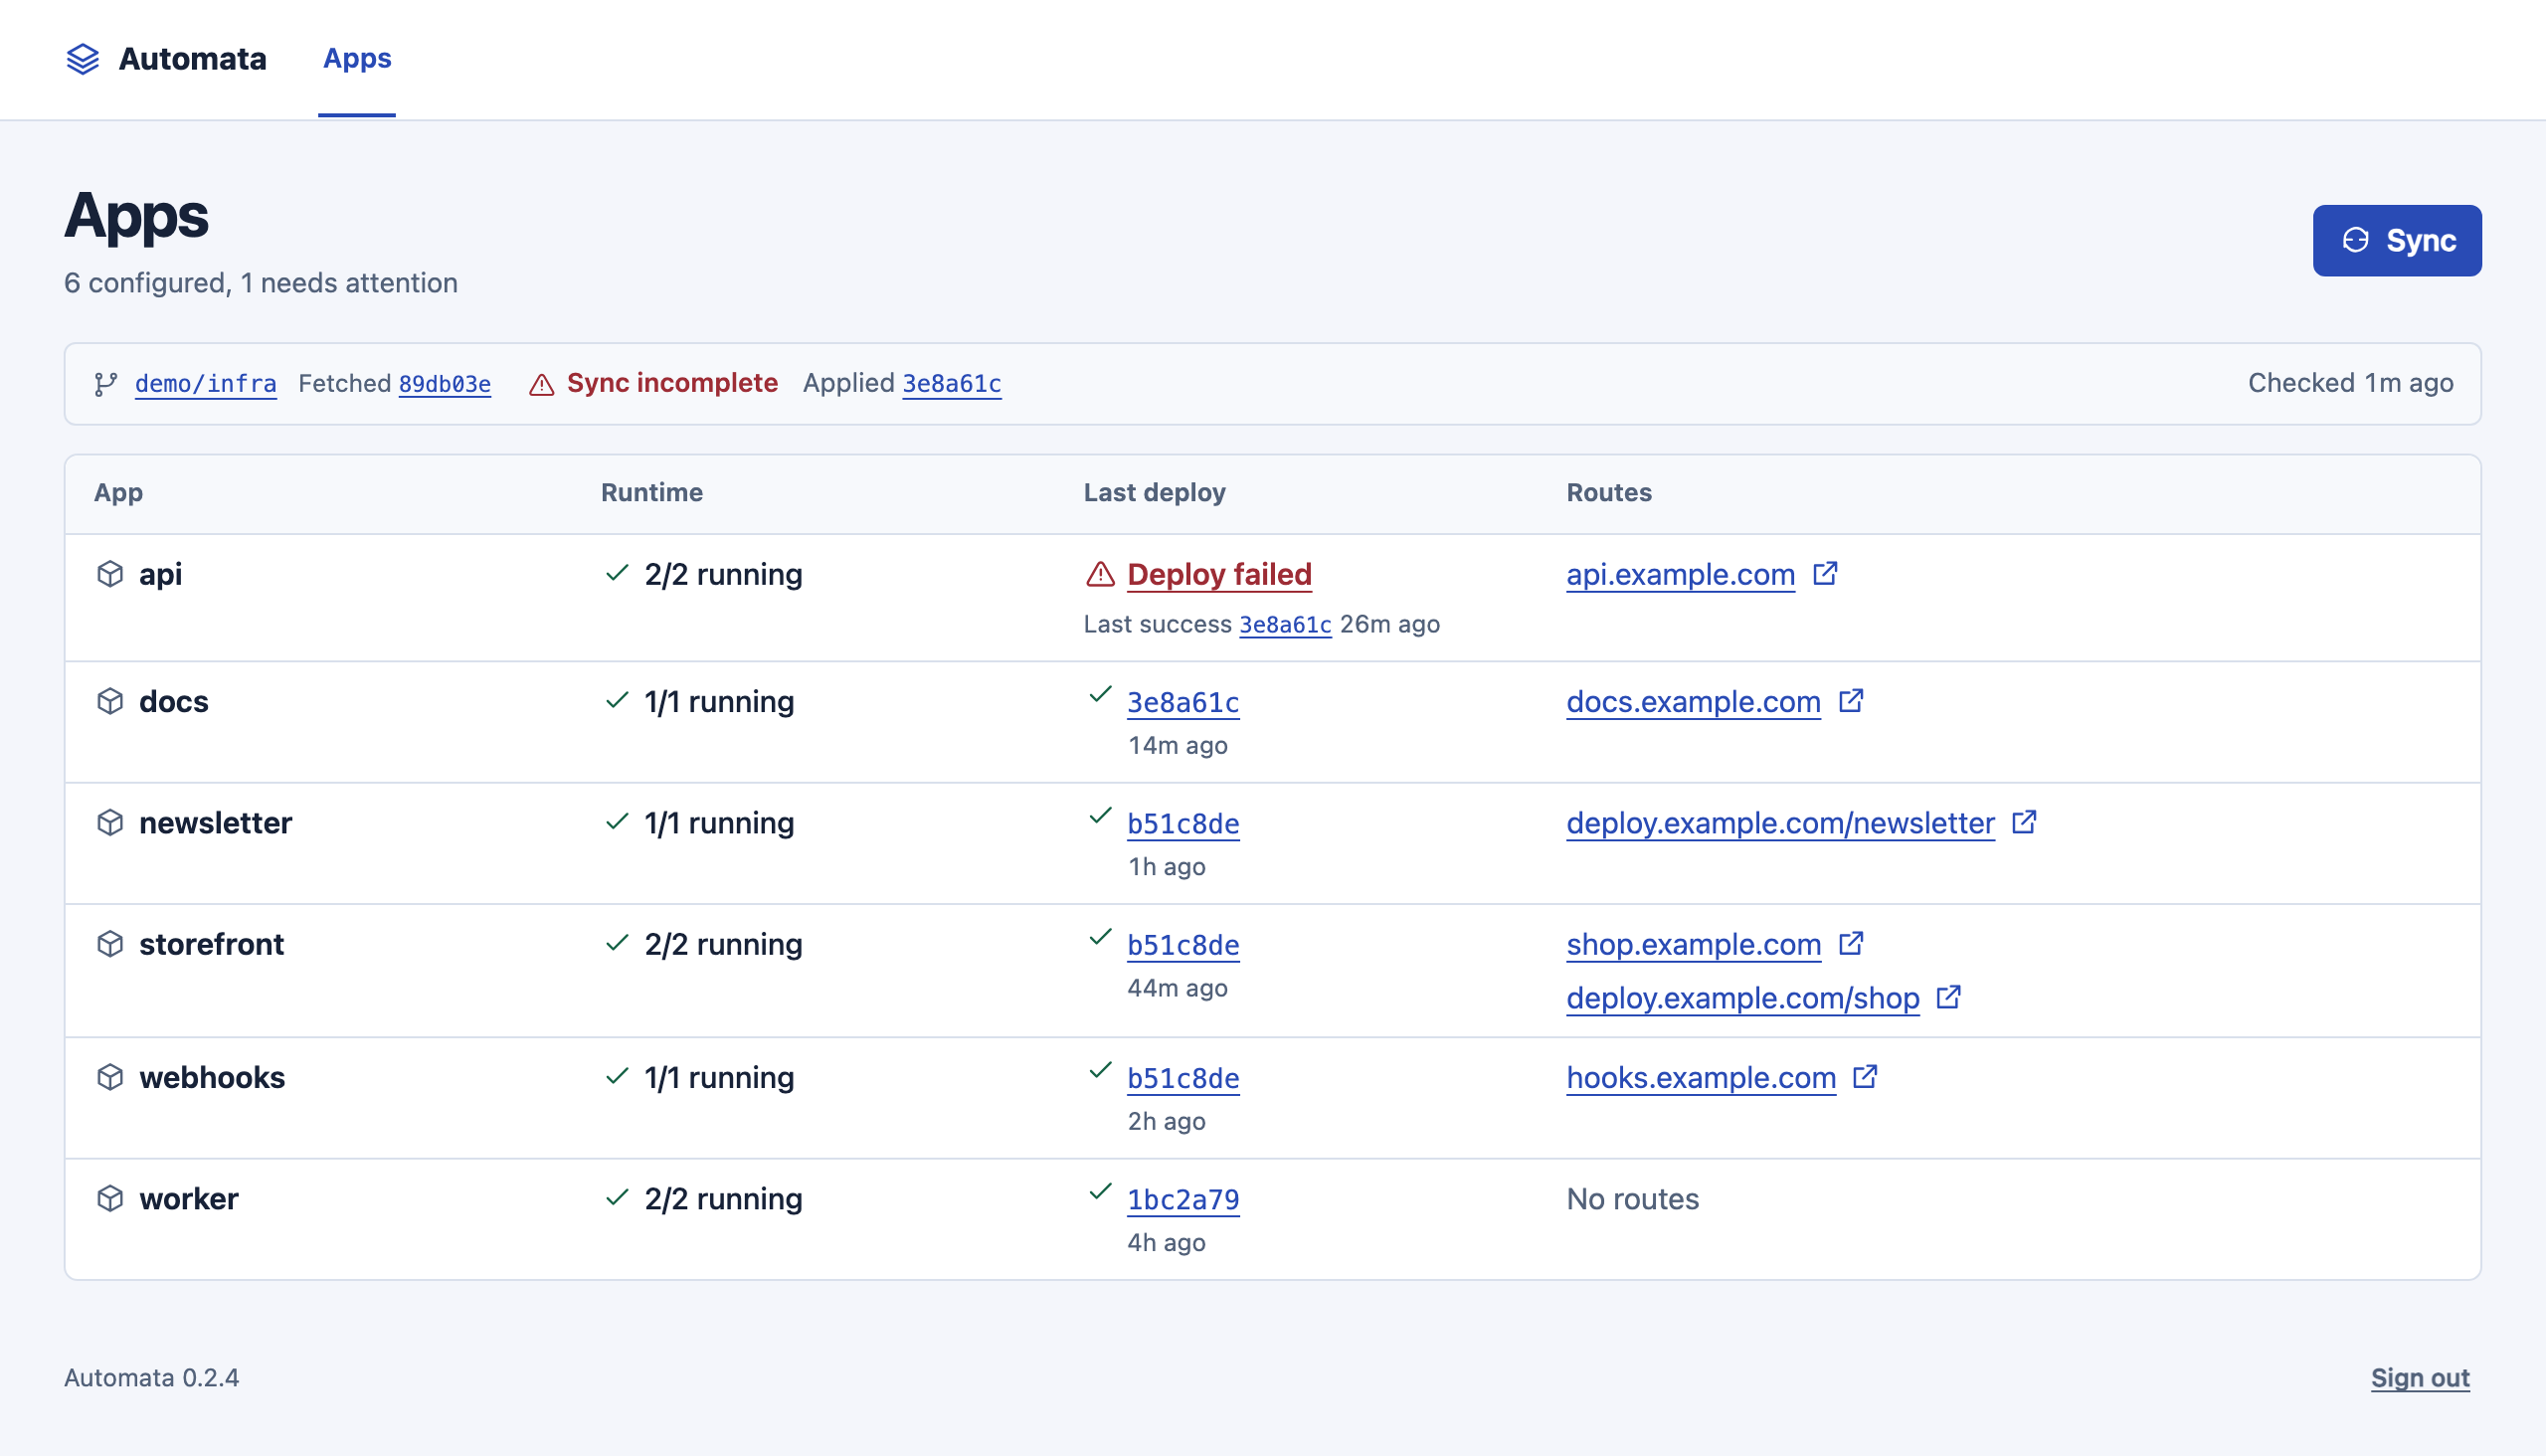 Automata Apps
Apps
6 configured, 1 needs attention
Sync
demo/infra Fetched 89db03e Sync incomplete Applied 3e8a61c Checked 1m ago
App Runtime Last deploy Routes
api 2/2 running Deploy failed api.example.com
Last success 3e8a61c 26m ago
docs 1/1 running 3e8a61c docs.example.com
14m ago
newsletter 1/1 running b51c8de deploy.example.com/newsletter
1h ago
storefront 2/2 running b51c8de shop.example.com
44m ago deploy.example.com/shop
webhooks 1/1 running b51c8de hooks.example.com
2h ago
worker 2/2 running 1bc2a79 No routes
4h ago
Automata 0.2.4 Sign out